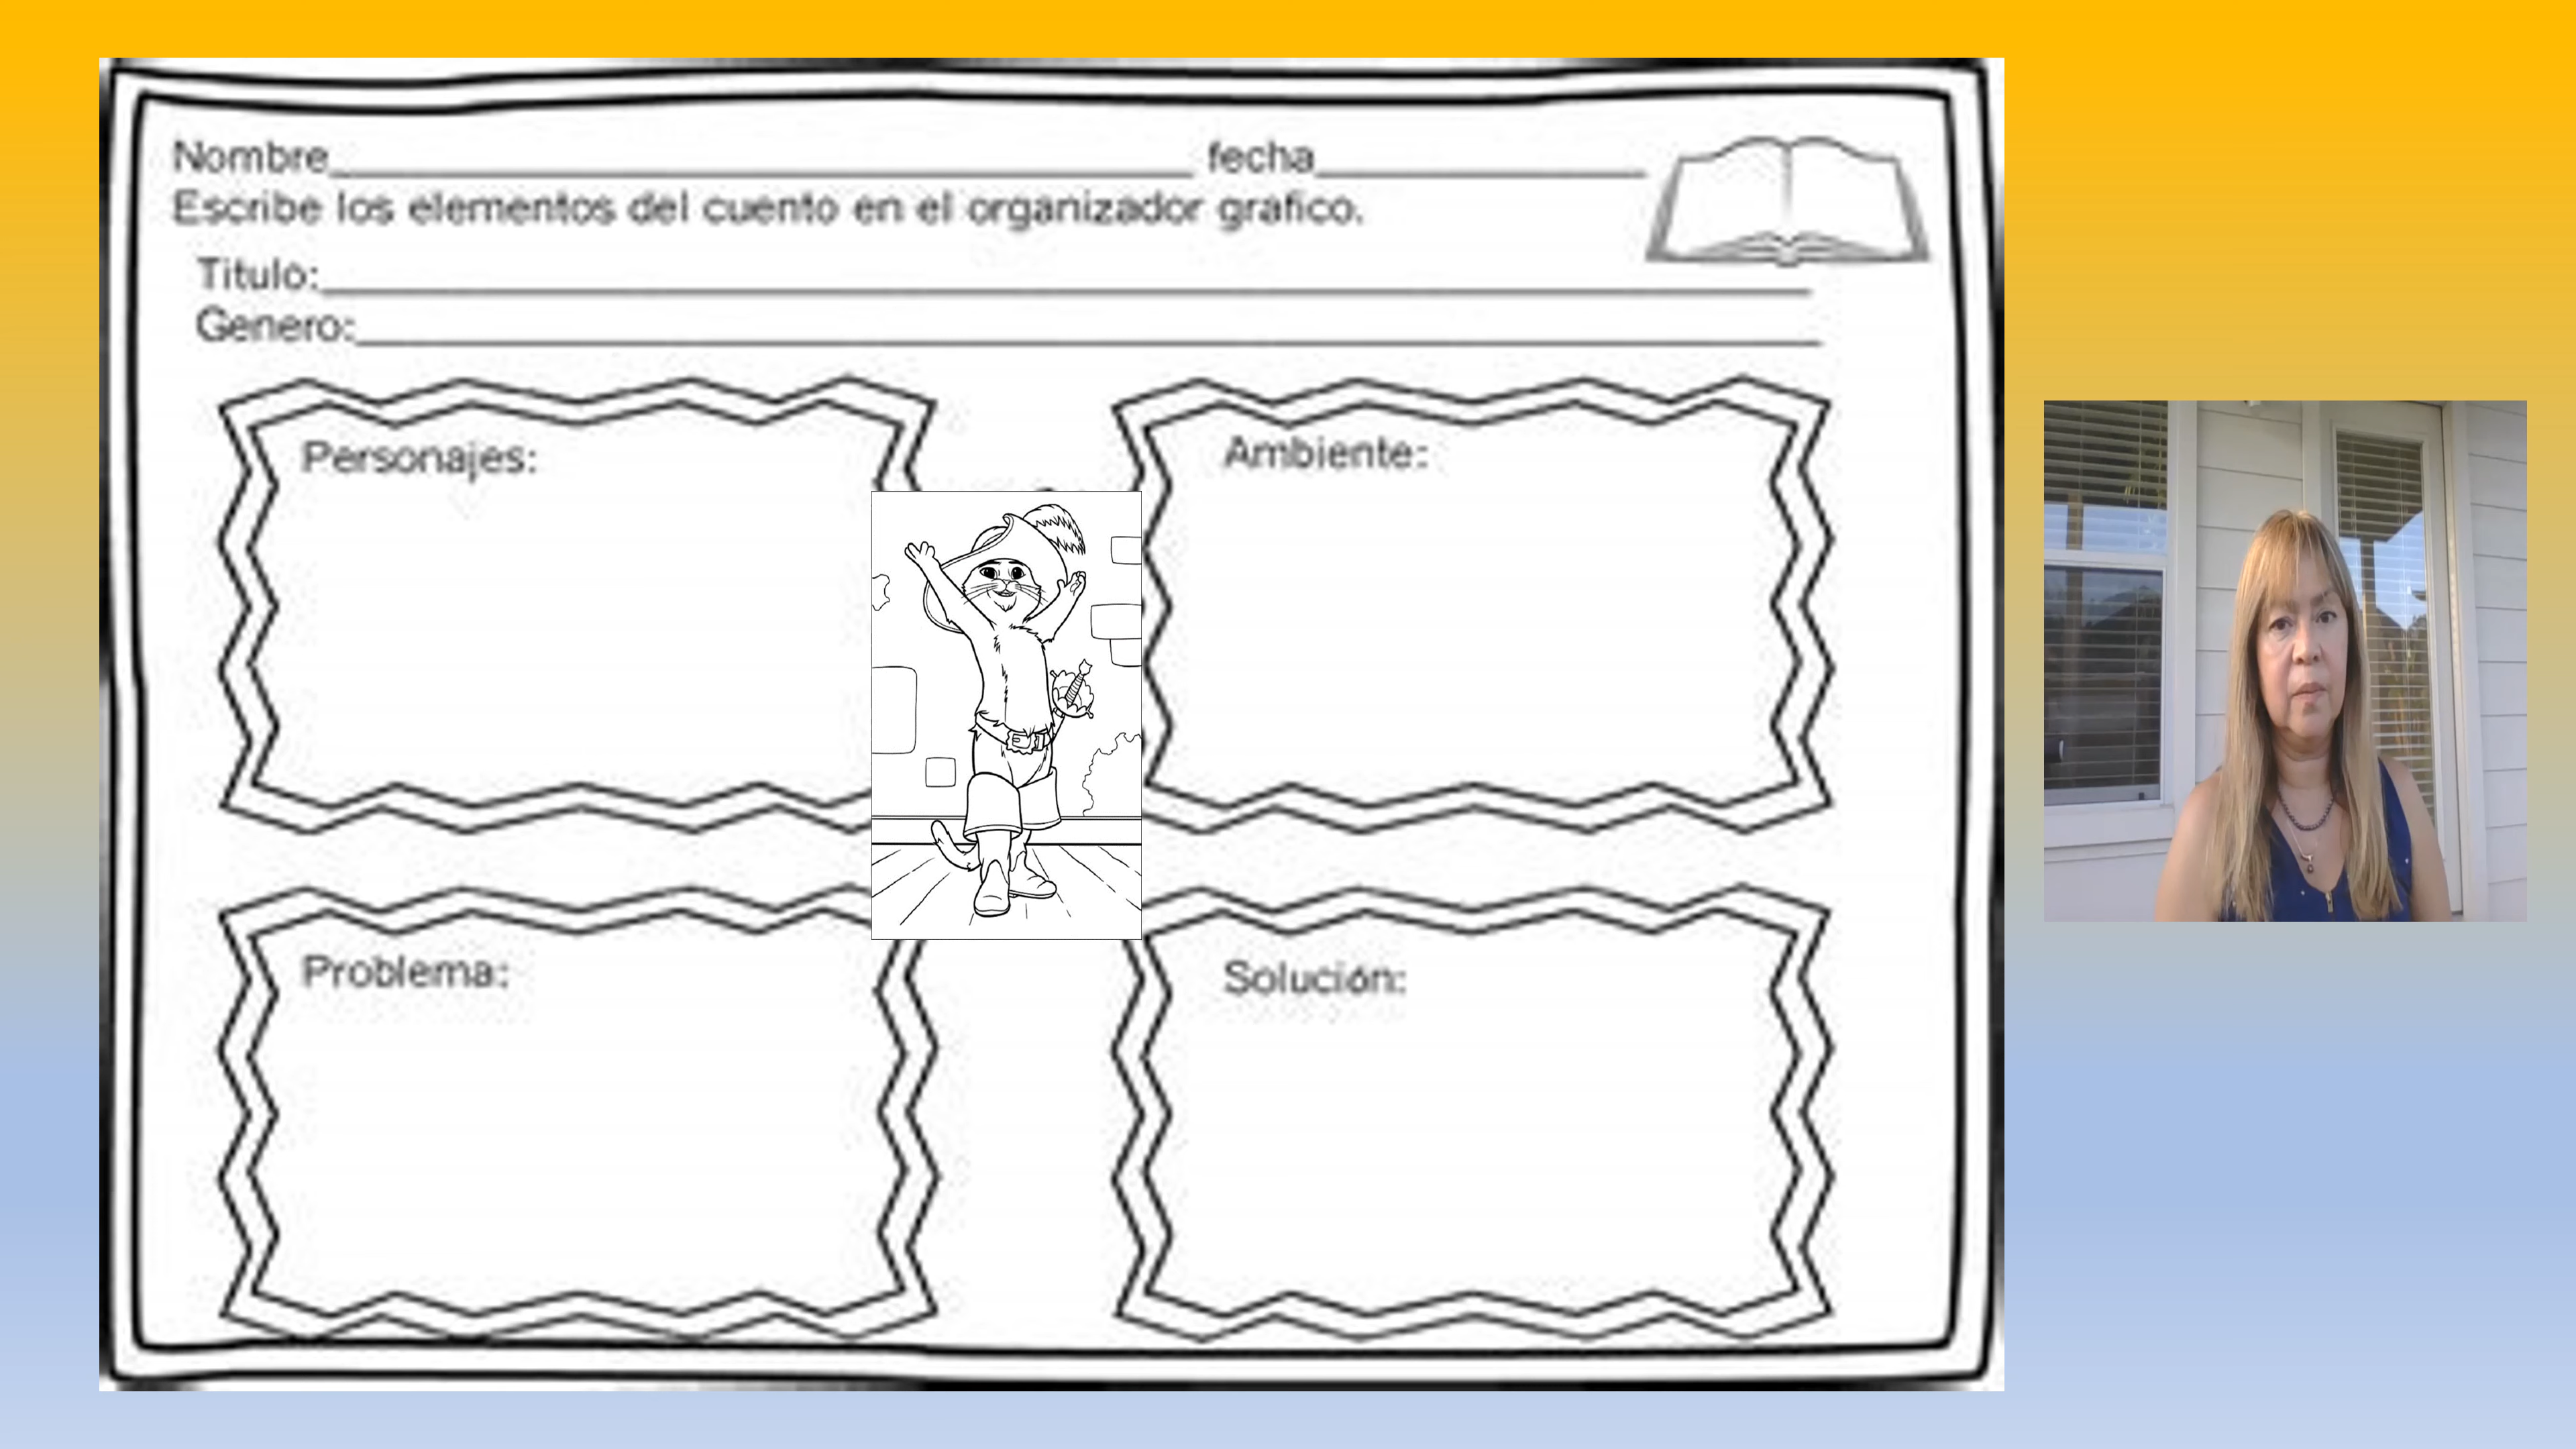 Nombre fecha
Escribe los elementos del cuento en el organizador grafico.
Titulo:
Genero:
Personajes:
Ambiente:
Problema:
Solución: